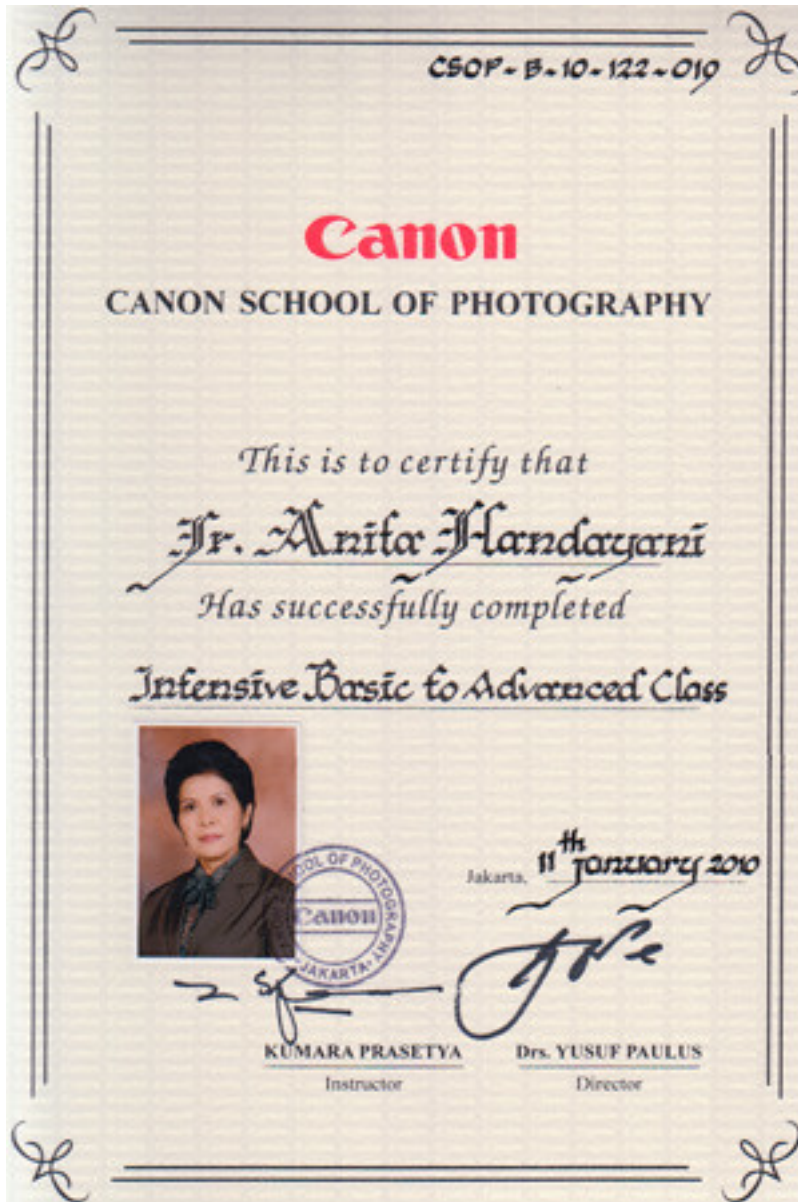 CSOP-B-10-122-019
Canon
CANON SCHOOL OF PHOTOGRAPHY
This is to certify that
Ir. Anita Handayani
Has successfully completed
Intensive Basic to Advanced Class
SCHOOL OF PHOTOGRAPHY
Canon
-JAKARTA-
Jakarta, 11th January 2010
KUMARA PRASETYA
Instructor
Drs. YUSUF PAULUS
Director